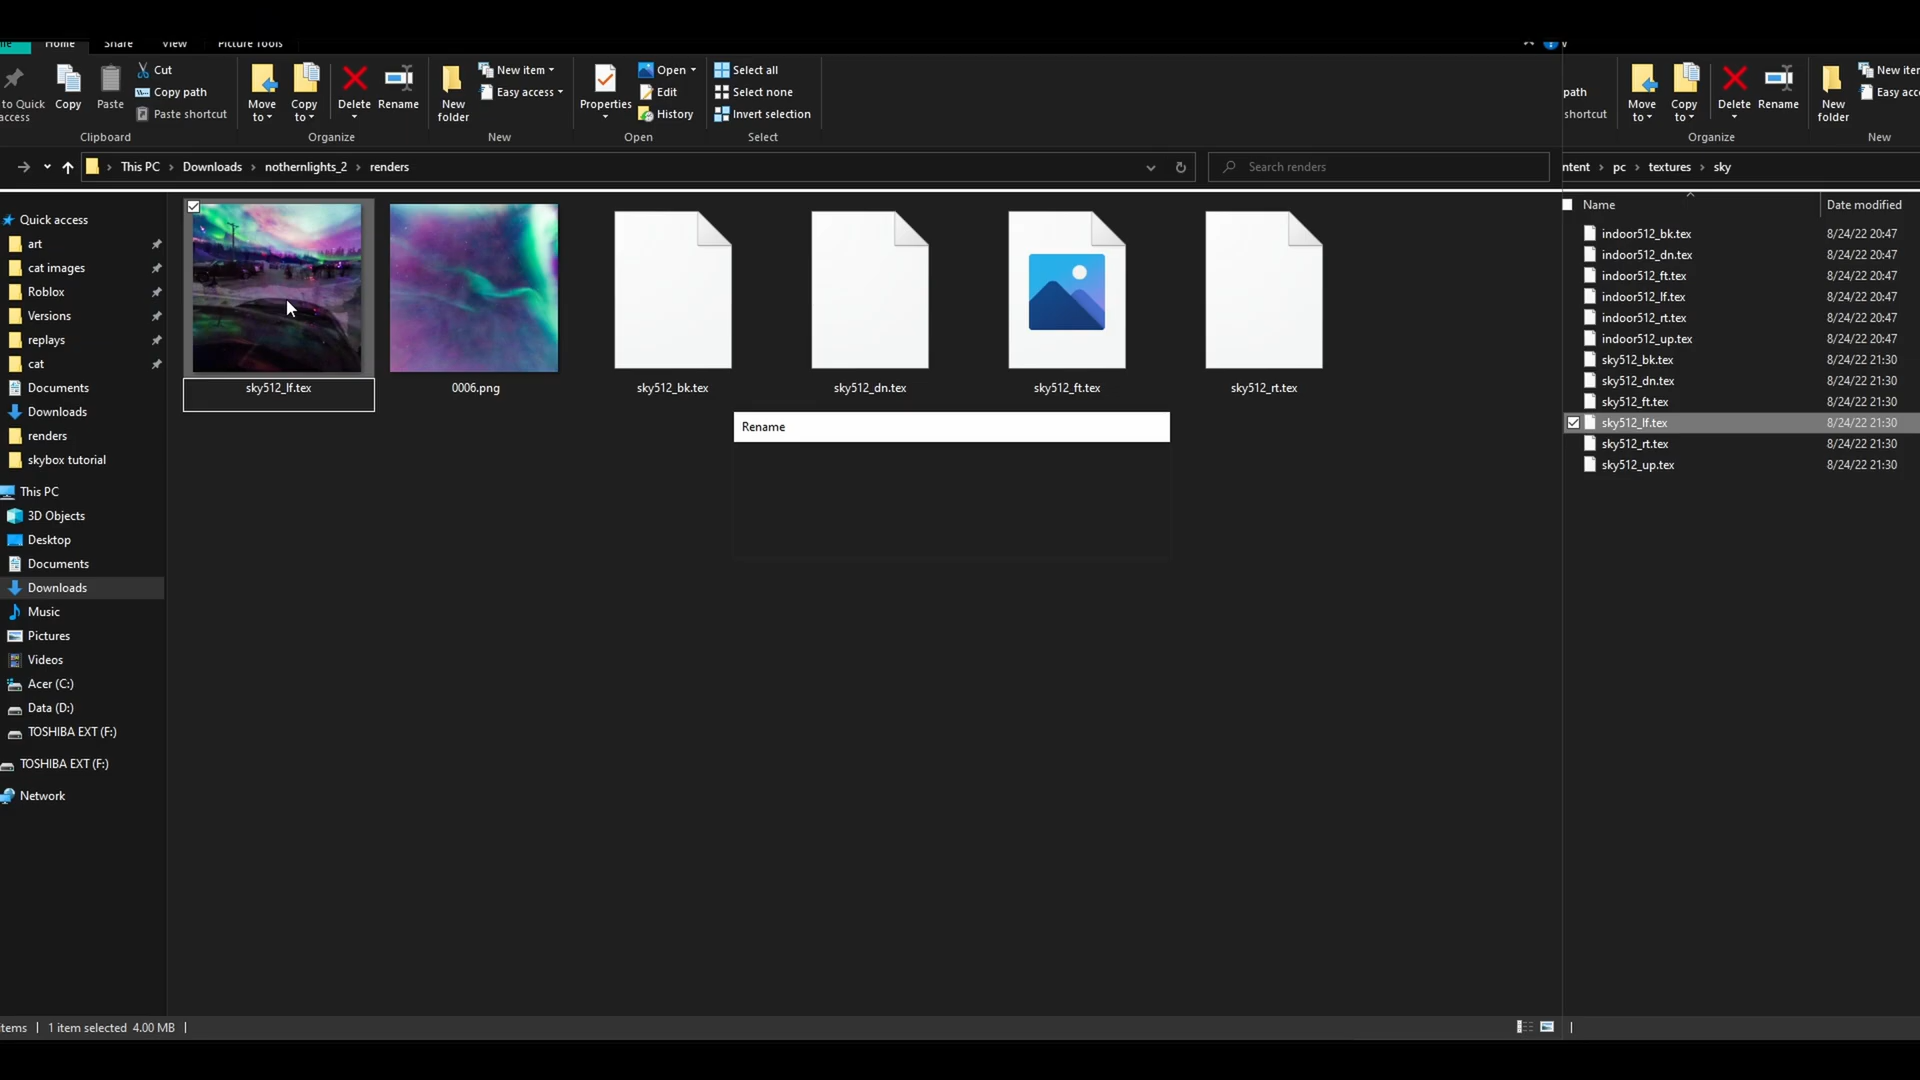 Home Share View Picture Tools
to Quick access
Copy
Paste
Cut
Copy path
Paste shortcut
Clipboard
Move to
Copy to
Delete
Rename
Organize
New folder
New item
Easy access
New
Properties
Open
Edit
History
Open
Select all
Select none
Invert selection
Select
path
shortcut
Move to
Copy to
Delete
Rename
Organize
New folder
New iter
Easy acc
New
This PC > Downloads > nothernlights_2 > renders
Search renders
ntent > pc > textures > sky
Quick access
art
cat images
Roblox
Versions
replays
cat
Documents
Downloads
renders
skybox tutorial
This PC
3D Objects
Desktop
Documents
Downloads
Music
Pictures
Videos
Acer (C:)
Data (D:)
TOSHIBA EXT (F:)
TOSHIBA EXT (F:)
Network
sky512_lf.tex
0006.png
sky512_bk.tex
sky512_dn.tex
sky512_ft.tex
sky512_rt.tex
Rename
Name Date modified
indoor512_bk.tex 8/24/22 20:47
indoor512_dn.tex 8/24/22 20:47
indoor512_ft.tex 8/24/22 20:47
indoor512_lf.tex 8/24/22 20:47
indoor512_rt.tex 8/24/22 20:47
indoor512_up.tex 8/24/22 20:47
sky512_bk.tex 8/24/22 21:30
sky512_dn.tex 8/24/22 21:30
sky512_ft.tex 8/24/22 21:30
sky512_lf.tex 8/24/22 21:30
sky512_rt.tex 8/24/22 21:30
sky512_up.tex 8/24/22 21:30
items | 1 item selected 4.00 MB |